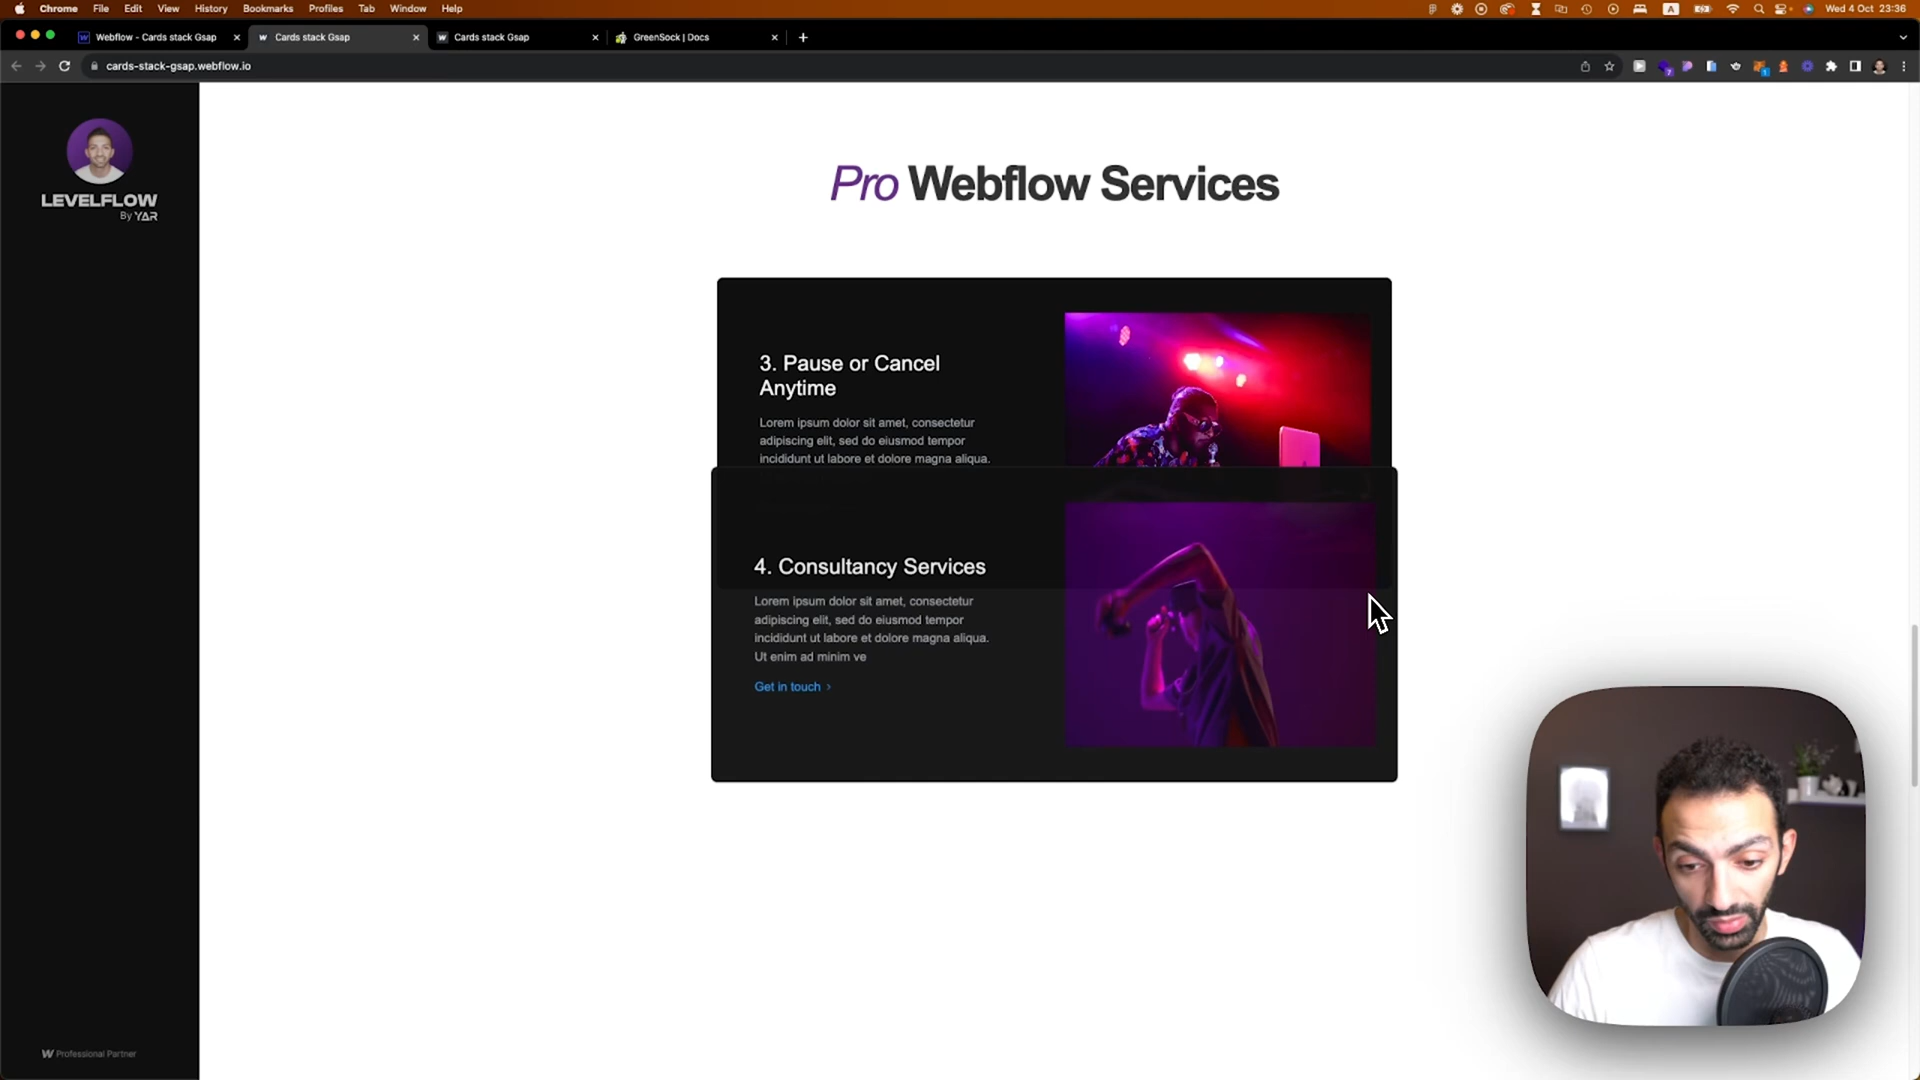 Chrome File Edit View History Bookmarks Profiles Tab Window Help
A
Wed 4 Oct 23:36
Webflow - Cards stack Gsap
Cards stack Gsap
Cards stack Gsap
GreenSock | Docs
cards-stack-gsap.webflow.io
LEVELFLOW
By YAR
Pro Webflow Services
3. Pause or Cancel
Anytime
Lorem ipsum dolor sit amet, consectetur
adipiscing elit, sed do eiusmod tempor
incididunt ut labore et dolore magna aliqua.
4. Consultancy Services
Lorem ipsum dolor sit amet, consectetur
adipiscing elit, sed do eiusmod tempor
incididunt ut labore et dolore magna aliqua.
Ut enim ad minim ve
Get in touch >
W Professional Partner